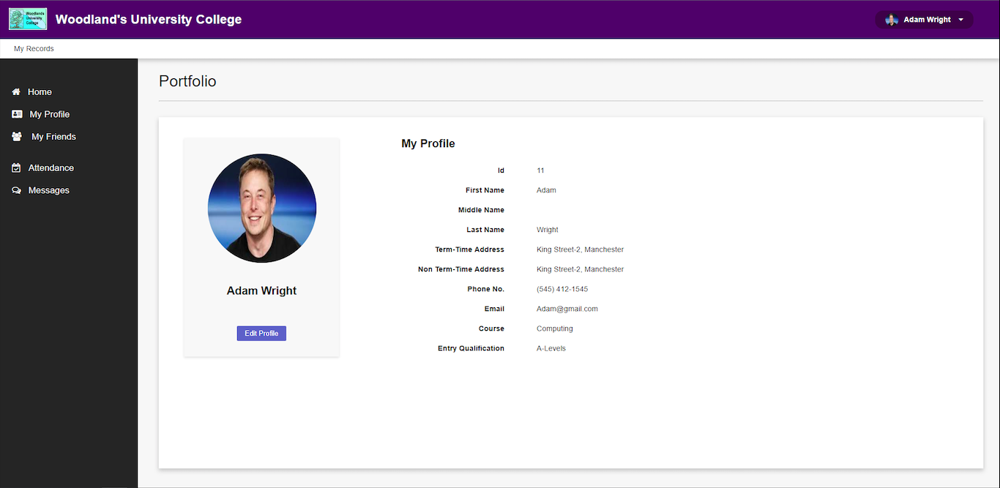 Woodlands
University
College
Woodland's University College
Adam Wright
My Records
Home
My Profile
My Friends
Attendance
Messages
Portfolio
Adam Wright
Edit Profile
My Profile
Id 11
First Name Adam
Middle Name
Last Name Wright
Term-Time Address King Street-2, Manchester
Non Term-Time Address King Street-2, Manchester
Phone No. (545) 412-1545
Email Adam@gmail.com
Course Computing
Entry Qualification A-Levels